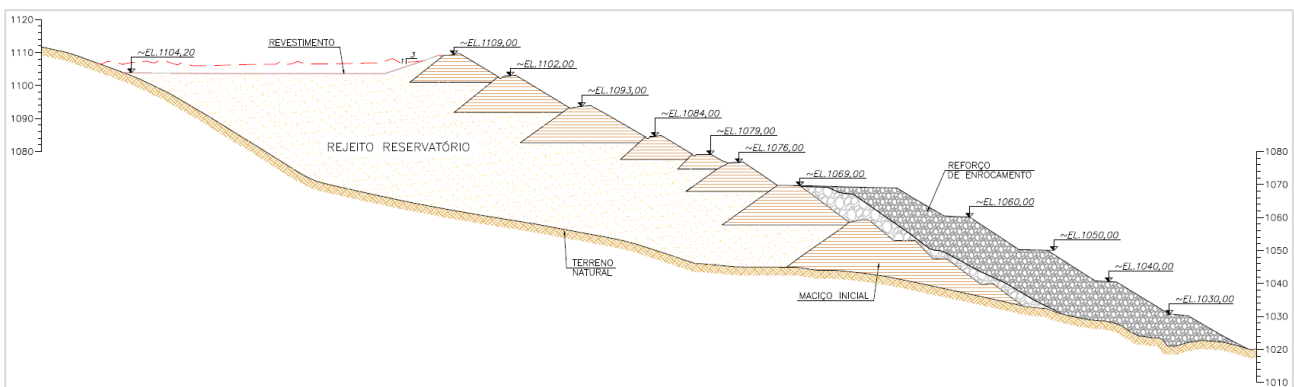 1120
1110
1100
1090
1080
~EL.1104,20
REVESTIMENTO
3
1
~EL.1109,00
~EL.1102,00
~EL.1093,00
~EL.1084,00
~EL.1079,00
~EL.1076,00
~EL.1069,00
REJEITO RESERVATÓRIO
REFORÇO
DE ENROCAMENTO
~EL.1060,00
~EL.1050,00
~EL.1040,00
~EL.1030,00
TERRENO
NATURAL
MACIÇO INICIAL
1080
1070
1060
1050
1040
1030
1020
1010